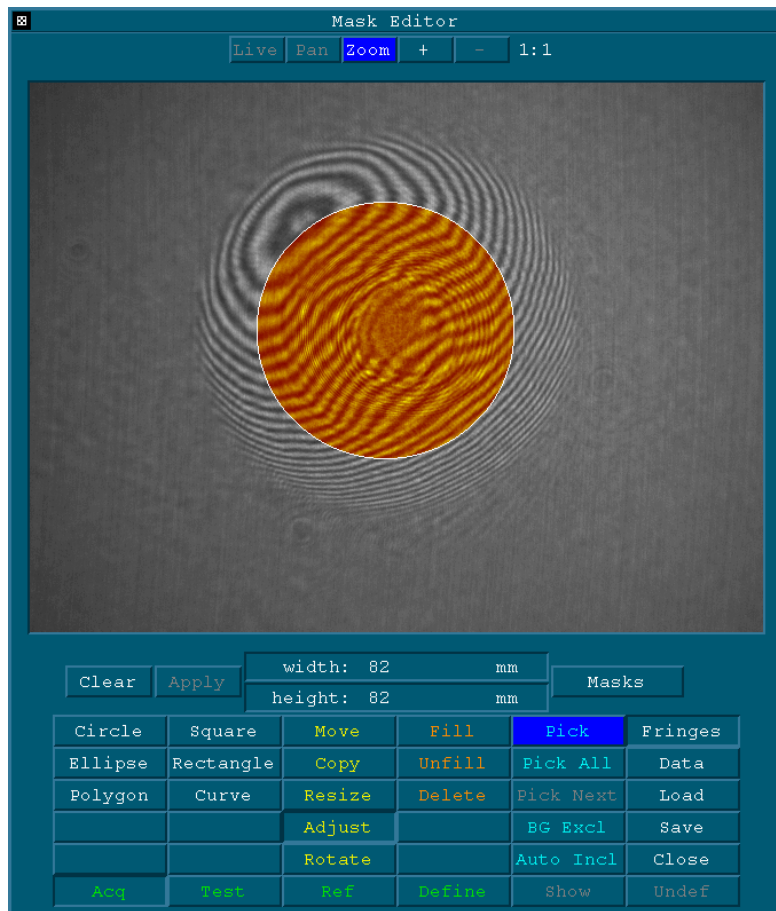 Mask Editor
Live Pan Zoom + - 1:1
width: 82 mm
Clear Apply Masks
height: 82 mm
Circle Square Move Fill Pick Fringes
Ellipse Rectangle Copy Unfill Pick All Data
Polygon Curve Resize Delete Pick Next Load
Adjust BG Excl Save
Rotate Auto Incl Close
Acq Test Ref Define Show Undef